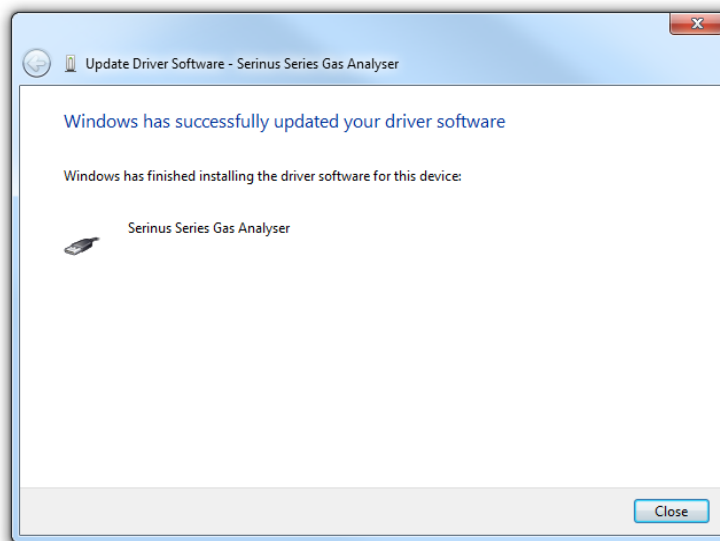 Update Driver Software - Serinus Series Gas Analyser
Windows has successfully updated your driver software
Windows has finished installing the driver software for this device:
Serinus Series Gas Analyser
Close